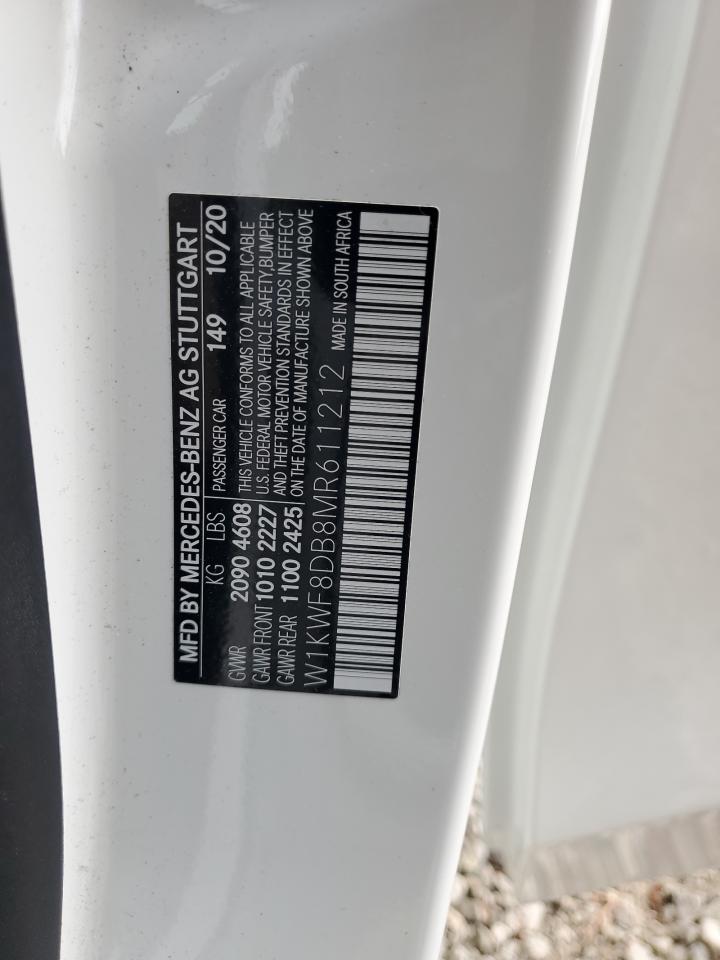 MFD BY MERCEDES-BENZ AG STUTTGART
KG LBS PASSENGER CAR 149 10/20
GVWR 2090 4608 THIS VEHICLE CONFORMS TO ALL APPLICABLE
GAWR FRONT 1010 2227 U.S. FEDERAL MOTOR VEHICLE SAFETY,BUMPER
GAWR REAR 1100 2425 AND THEFT PREVENTION STANDARDS IN EFFECT
ON THE DATE OF MANUFACTURE SHOWN ABOVE
W1KWF8DB8MR611212 MADE IN SOUTH AFRICA